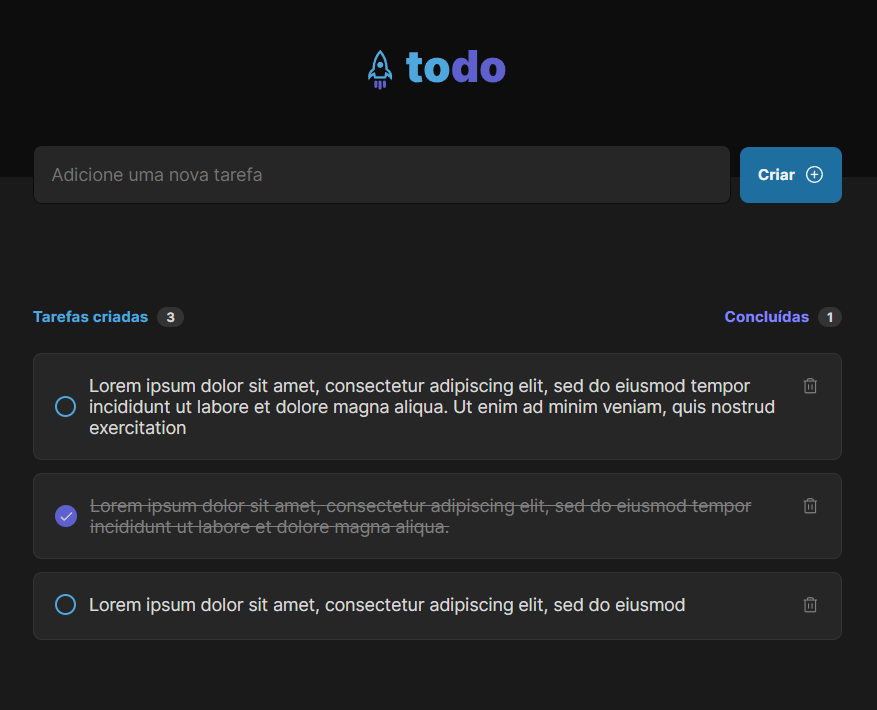 todo
Adicione uma nova tarefa
Criar
Tarefas criadas 3
Concluídas 1
Lorem ipsum dolor sit amet, consectetur adipiscing elit, sed do eiusmod tempor
incididunt ut labore et dolore magna aliqua. Ut enim ad minim veniam, quis nostrud
exercitation
Lorem ipsum dolor sit amet, consectetur adipiscing elit, sed do eiusmod tempor
incididunt ut labore et dolore magna aliqua.
Lorem ipsum dolor sit amet, consectetur adipiscing elit, sed do eiusmod